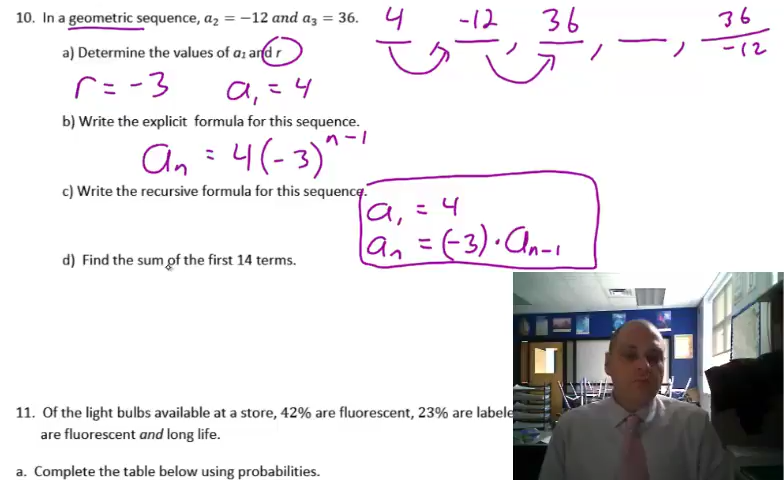 10. In a geometric sequence, a₂ = −12 and a₃ = 36.
4 , -12 , 36 , __ , 36/-12
a) Determine the values of a₁ and r
r = -3 a₁ = 4
b) Write the explicit formula for this sequence.
aₙ = 4(-3)ⁿ⁻¹
c) Write the recursive formula for this sequence.
a₁ = 4
aₙ = (-3)·aₙ₋₁
d) Find the sum of the first 14 terms.
11. Of the light bulbs available at a store, 42% are fluorescent, 23% are labele
are fluorescent and long life.
a. Complete the table below using probabilities.